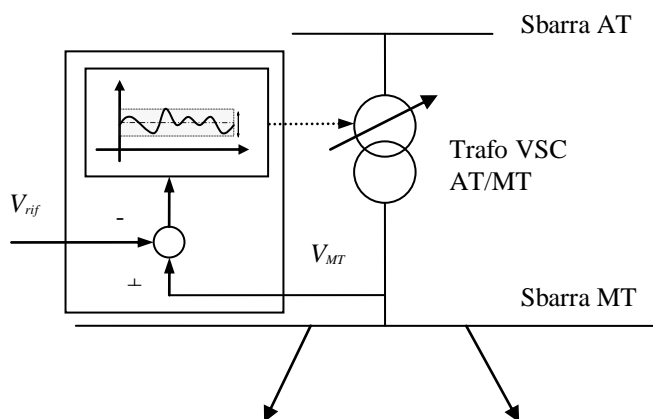 Sbarra AT
Trafo VSC
AT/MT
V_rif
-
V_MT
+
Sbarra MT